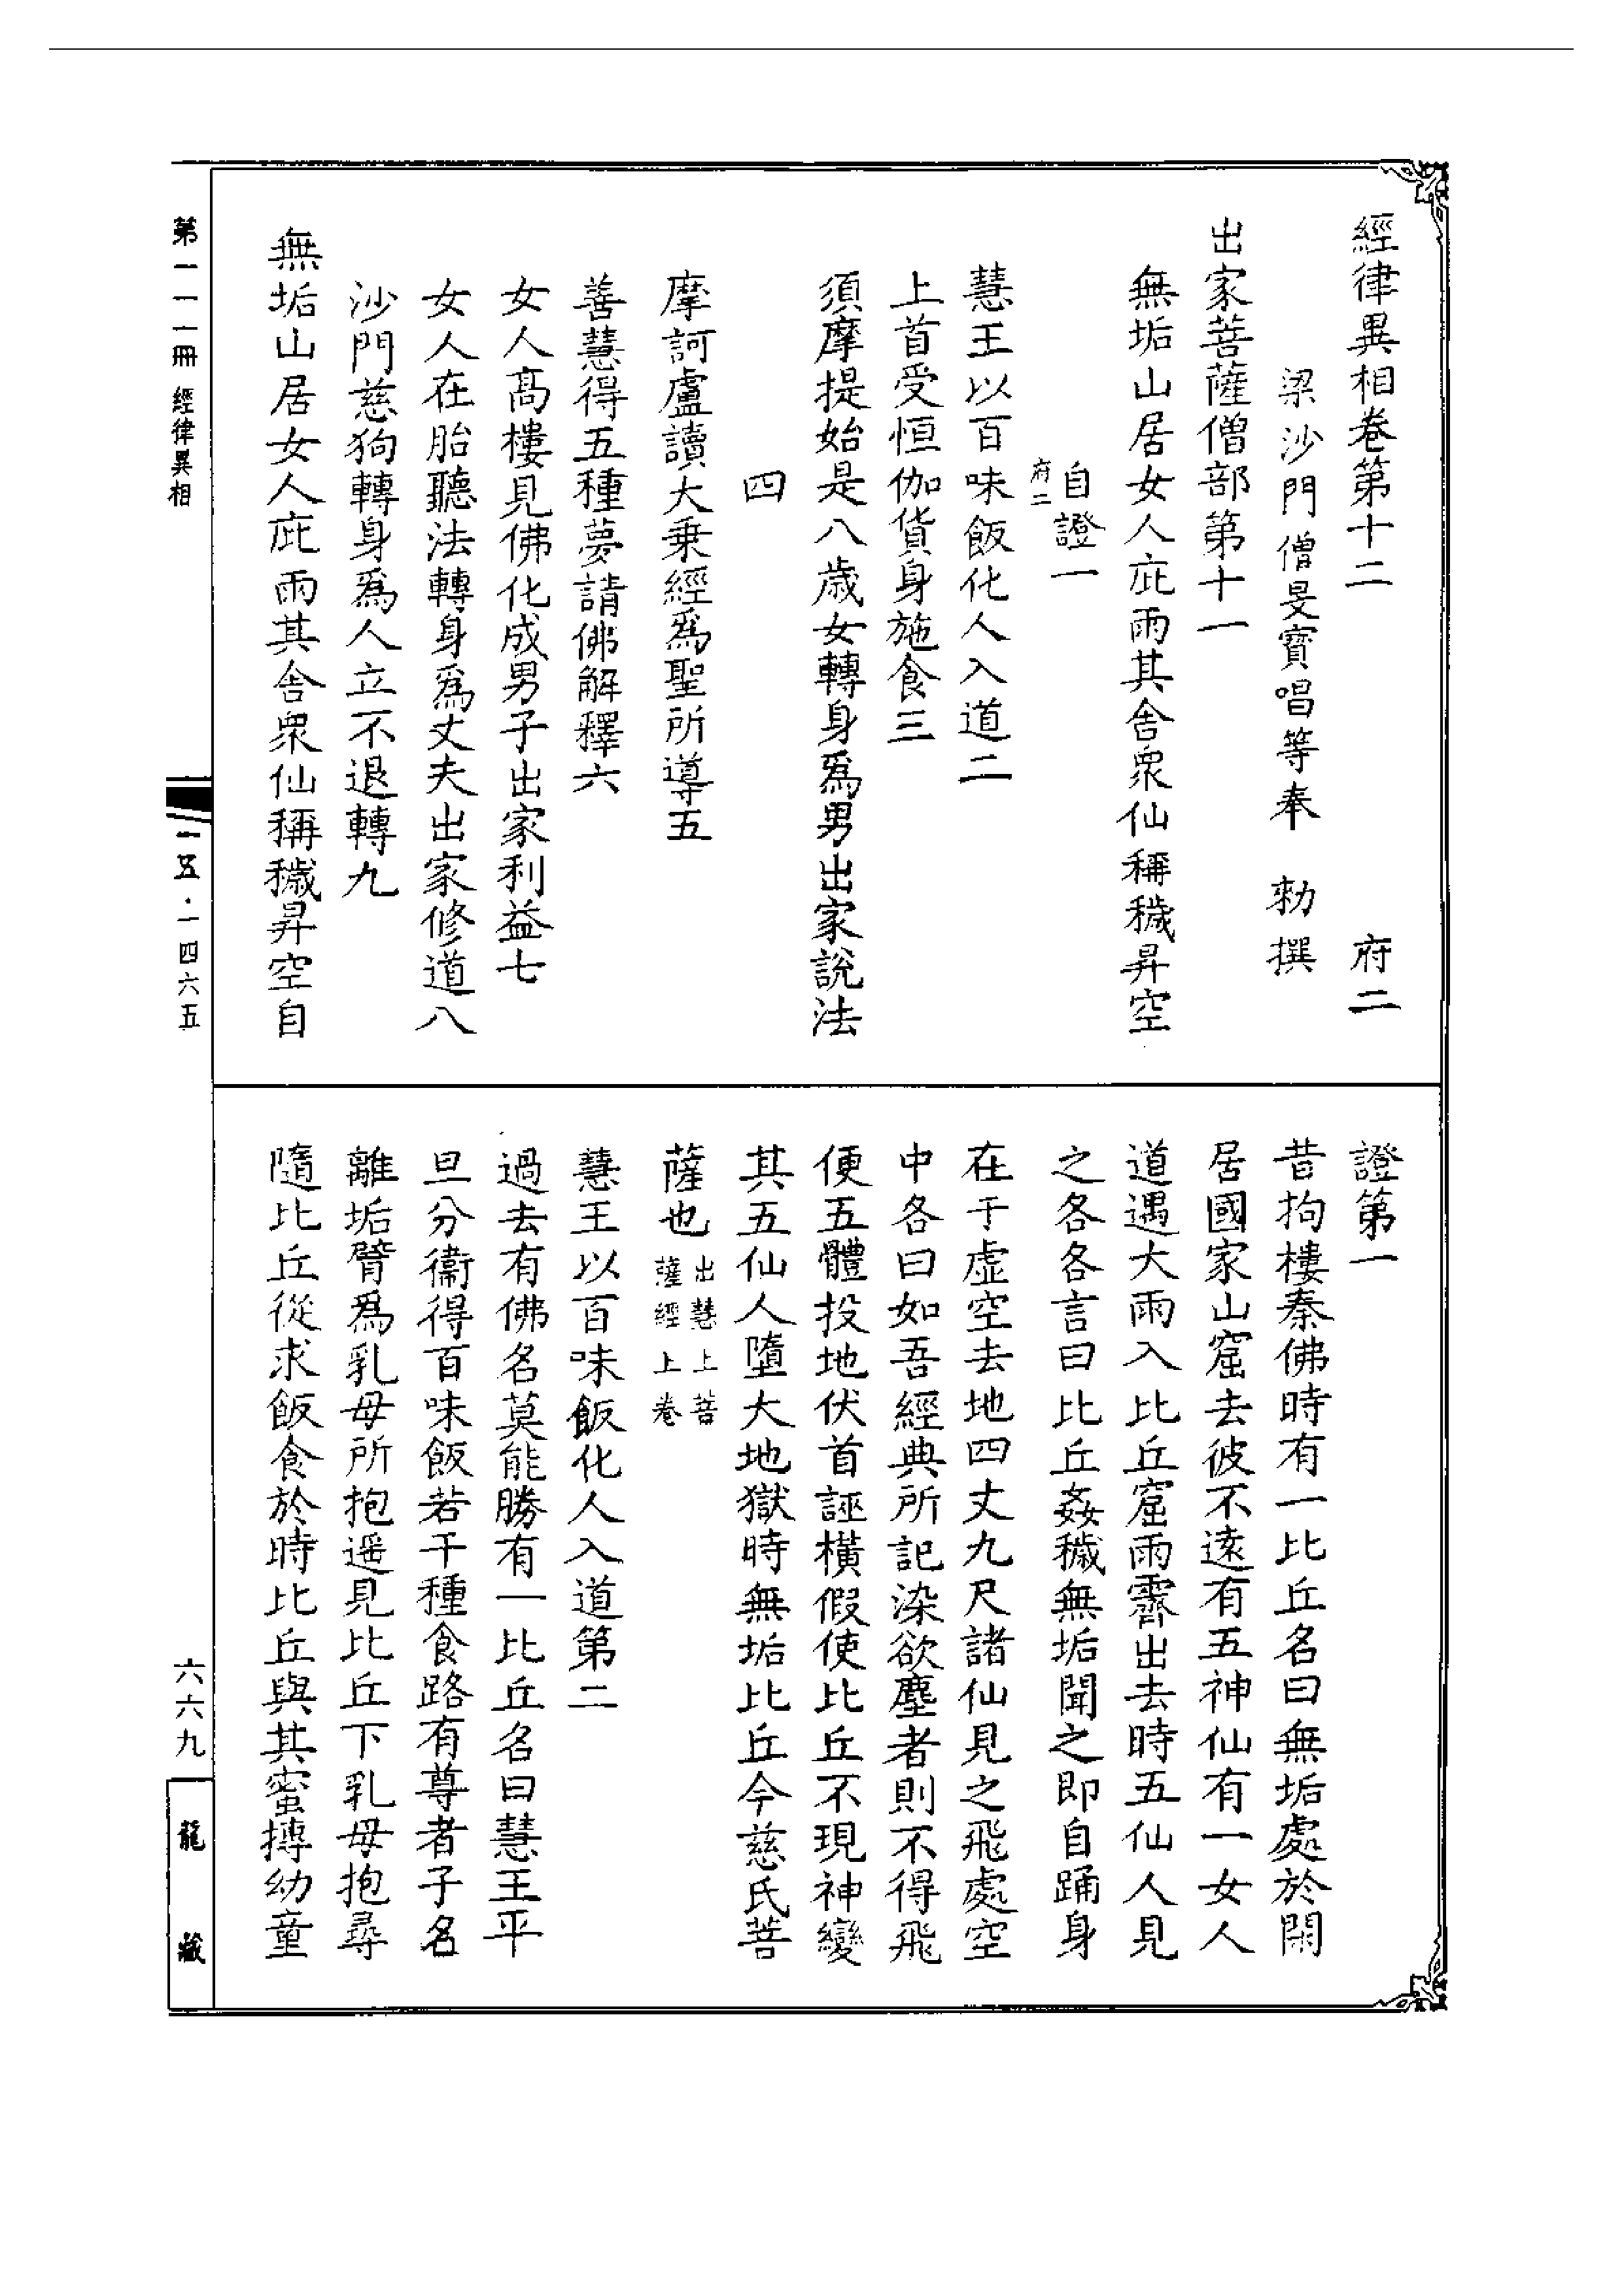 經律異相卷第十二 府二
梁沙門僧旻寶唱等奉 勑撰
出家菩薩僧部第十一
無垢山居女人庇雨其舍衆仙稱穢昇空
自證一
府二
慧王以百味飯化人入道二
上首受恒伽貨身施食三
須摩提始是八歲女轉身爲男出家說法
四
摩訶盧讀大乗經爲聖所導五
善慧得五種夢請佛解釋六
女人髙樓見佛化成男子出家利益七
女人在胎聽法轉身爲丈夫出家修道八
沙門慈狗轉身爲人立不退轉九
無垢山居女人庇雨其舍衆仙稱穢昇空自
證第一
昔拘樓秦佛時有一比丘名曰無垢處於閑
居國家山窟去彼不遠有五神仙有一女人
道遇大雨入比丘窟雨霽出去時五仙人見
之各各言曰比丘姦穢無垢聞之即自踊身
在于虚空去地四丈九尺諸仙見之飛處空
中各曰如吾經典所記染欲塵者則不得飛
便五體投地伏首誣橫假使比丘不現神變
其五仙人墮大地獄時無垢比丘今慈氏菩
薩也出慧上菩
薩經上卷
慧王以百味飯化人入道第二
過去有佛名莫能勝有一比丘名曰慧王平
旦分衞得百味飯若干種食路有尊者子名
離垢臂爲乳母所抱遥見比丘下乳母抱尋
隨比丘從求飯食於時比丘與其蜜摶幼童
第一一一冊 經律異相
一五·一四六五
六六九
龍藏